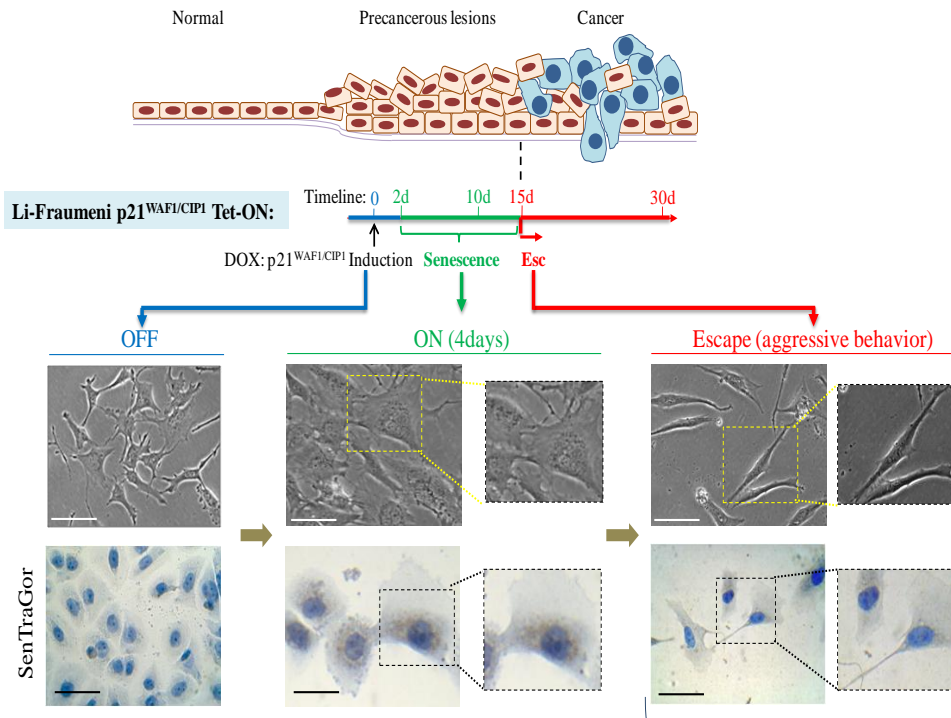 Normal Precancerous lesions Cancer
Timeline: 0 2d 10d 15d 30d
Li-Fraumeni p21WAF1/CIP1 Tet-ON:
DOX: p21WAF1/CIP1 Induction Senescence Esc
OFF ON (4days) Escape (aggressive behavior)
SenTraGor